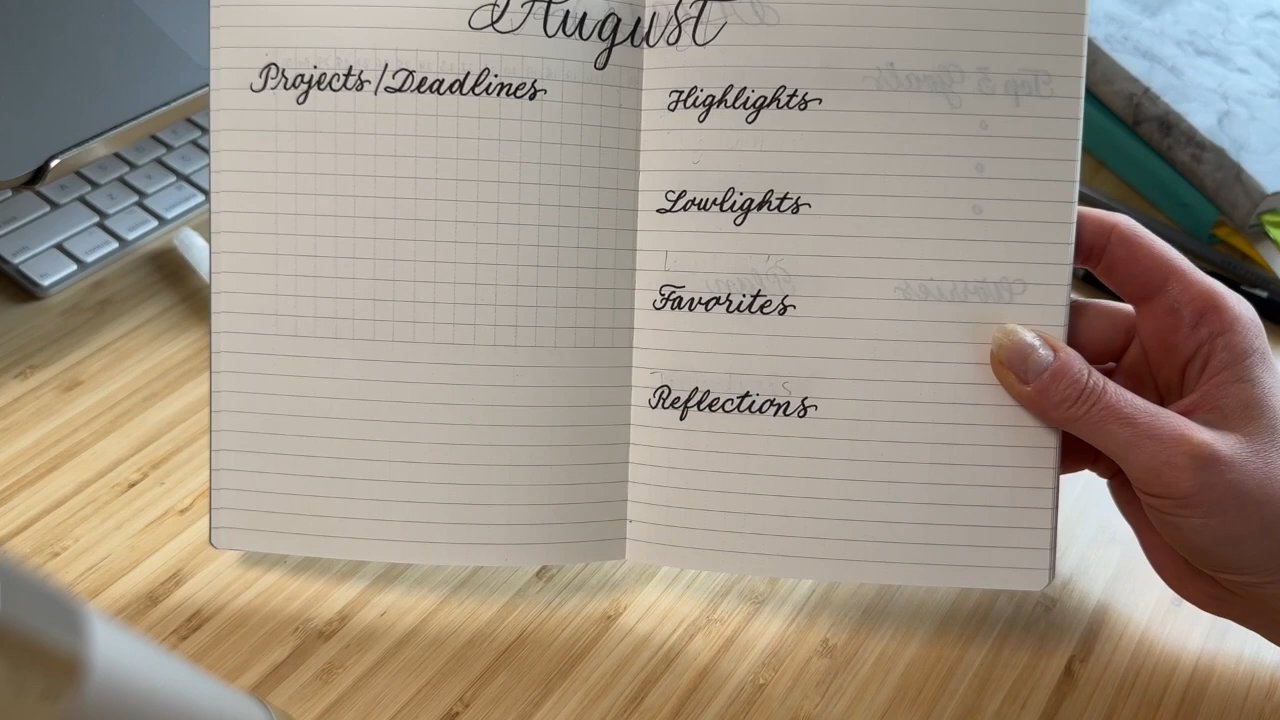 August
Projects/Deadlines
Highlights
Lowlights
Favorites
Reflections